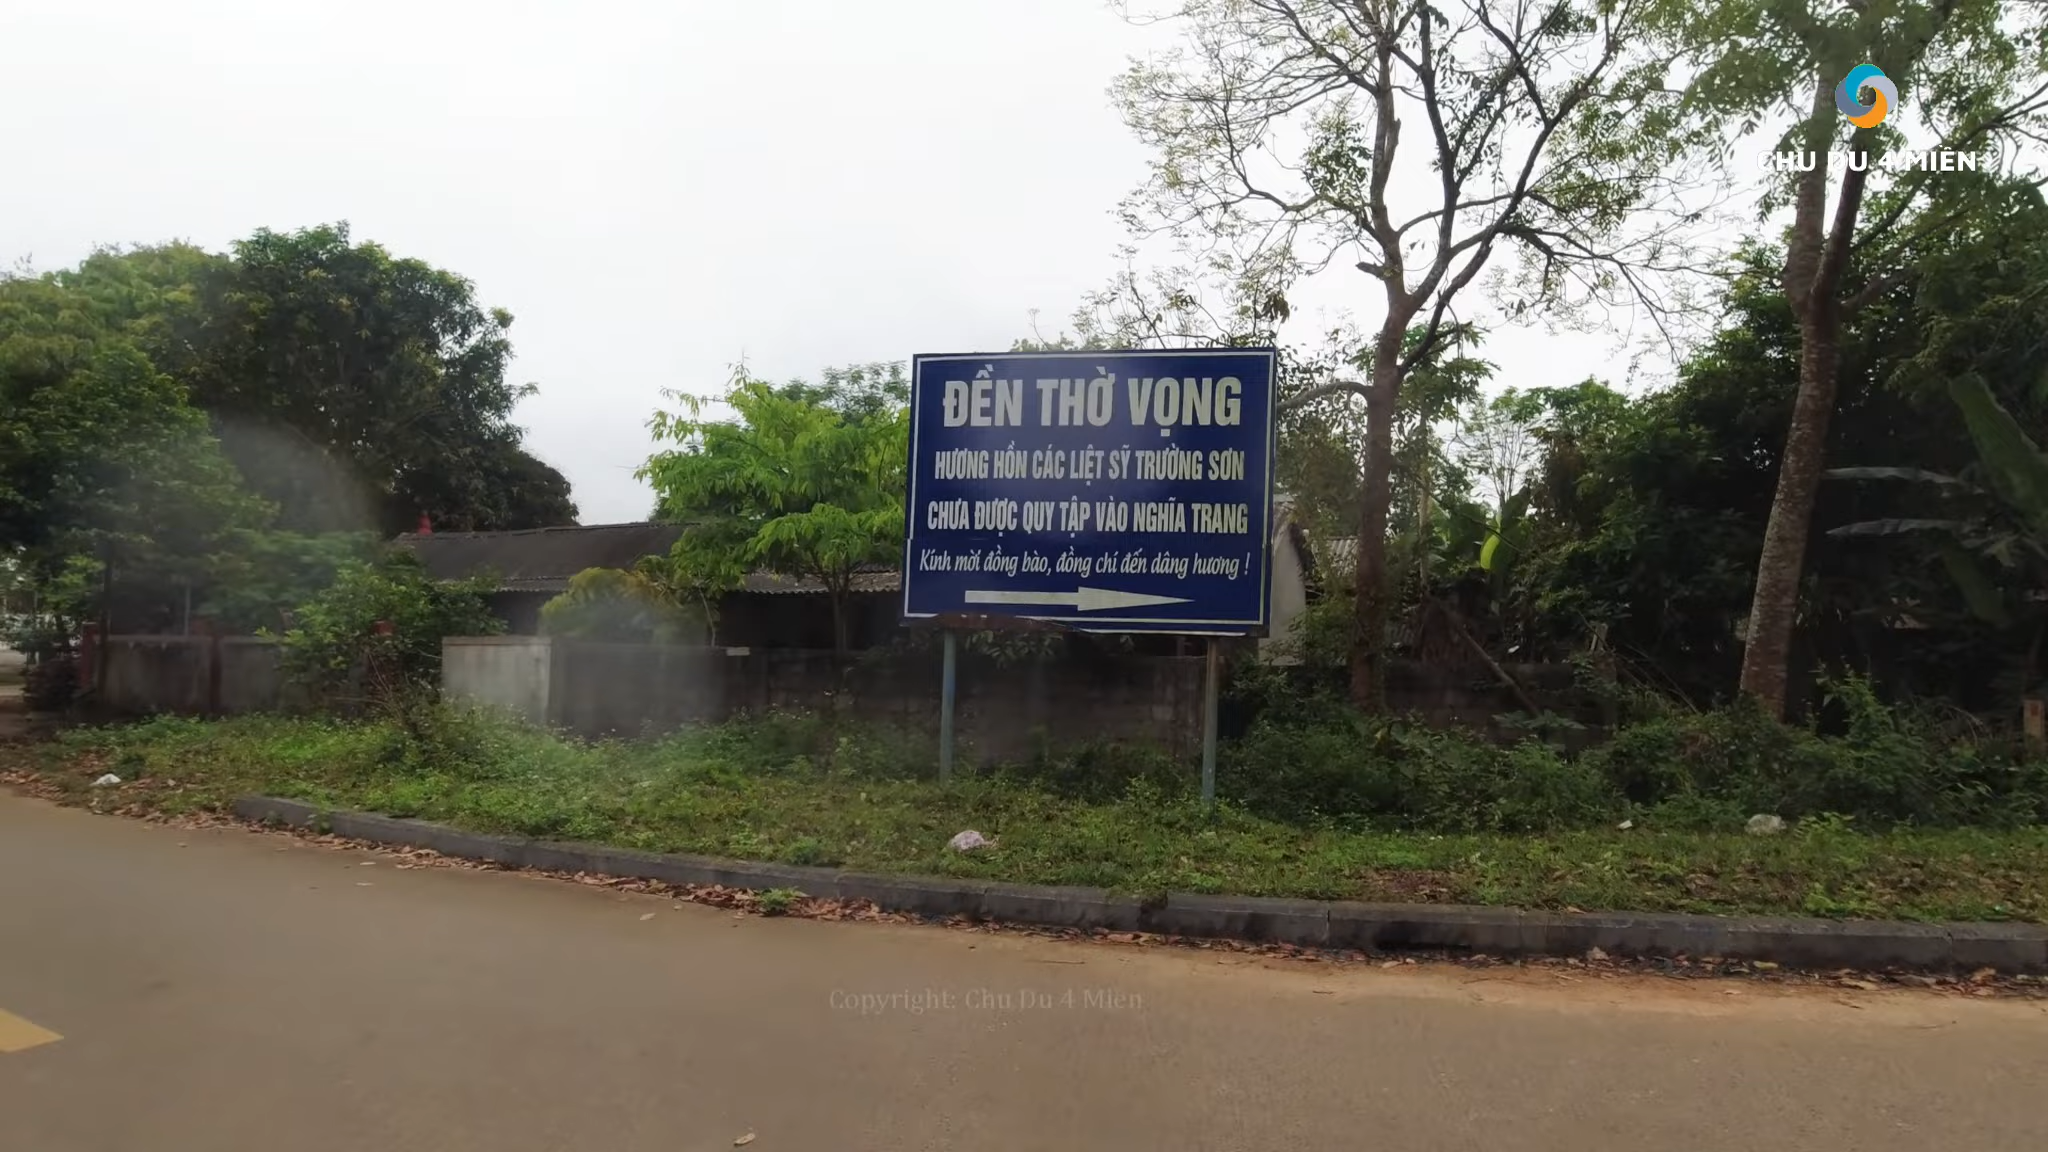 CHU DU 4 MIỀN
ĐỀN THỜ VỌNG
HƯƠNG HỒN CÁC LIỆT SỸ TRƯỜNG SƠN
CHƯA ĐƯỢC QUY TẬP VÀO NGHĨA TRANG
Kính mời đồng bào, đồng chí đến dâng hương !
Copyright: Chu Du 4 Miền